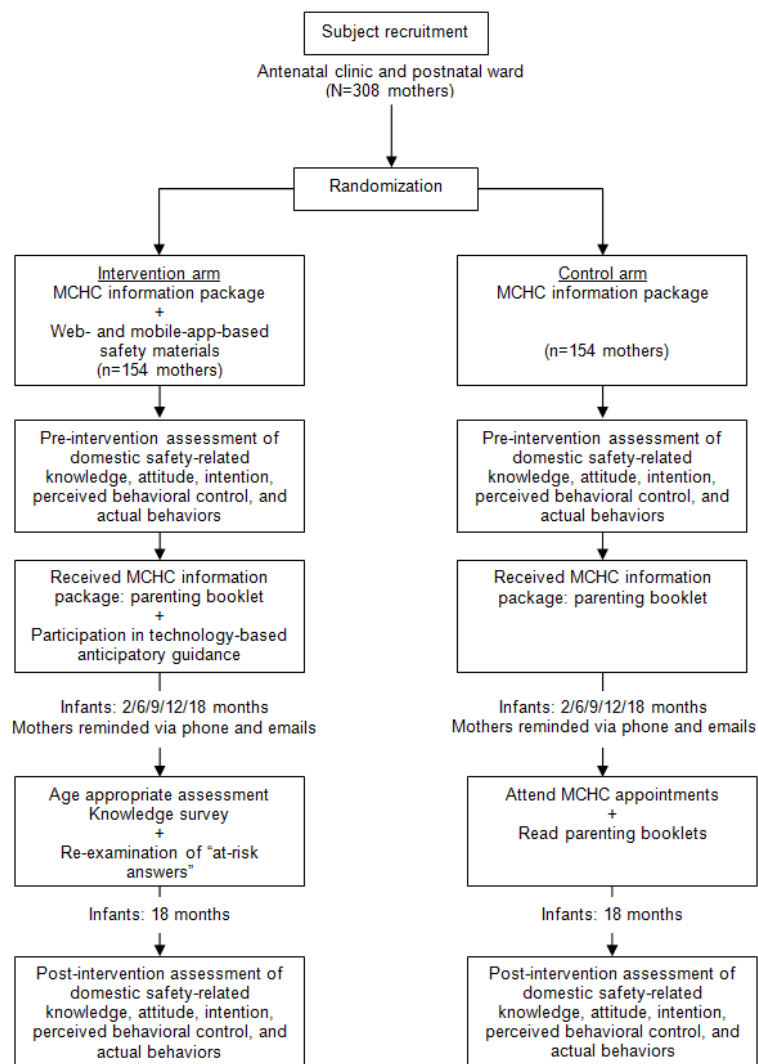 Subject recruitment
Antenatal clinic and postnatal ward
(N=308 mothers)
Randomization
Intervention arm
MCHC information package
+
Web- and mobile-app-based
safety materials
(n=154 mothers)
Control arm
MCHC information package
(n=154 mothers)
Pre-intervention assessment of
domestic safety-related
knowledge, attitude, intention,
perceived behavioral control, and
actual behaviors
Pre-intervention assessment of
domestic safety-related
knowledge, attitude, intention,
perceived behavioral control, and
actual behaviors
Received MCHC information
package: parenting booklet
+
Participation in technology-based
anticipatory guidance
Received MCHC information
package: parenting booklet
Infants: 2/6/9/12/18 months
Mothers reminded via phone and emails
Infants: 2/6/9/12/18 months
Mothers reminded via phone and emails
Age appropriate assessment
Knowledge survey
+
Re-examination of “at-risk
answers”
Attend MCHC appointments
+
Read parenting booklets
Infants: 18 months
Infants: 18 months
Post-intervention assessment of
domestic safety-related
knowledge, attitude, intention,
perceived behavioral control, and
actual behaviors
Post-intervention assessment of
domestic safety-related
knowledge, attitude, intention,
perceived behavioral control, and
actual behaviors